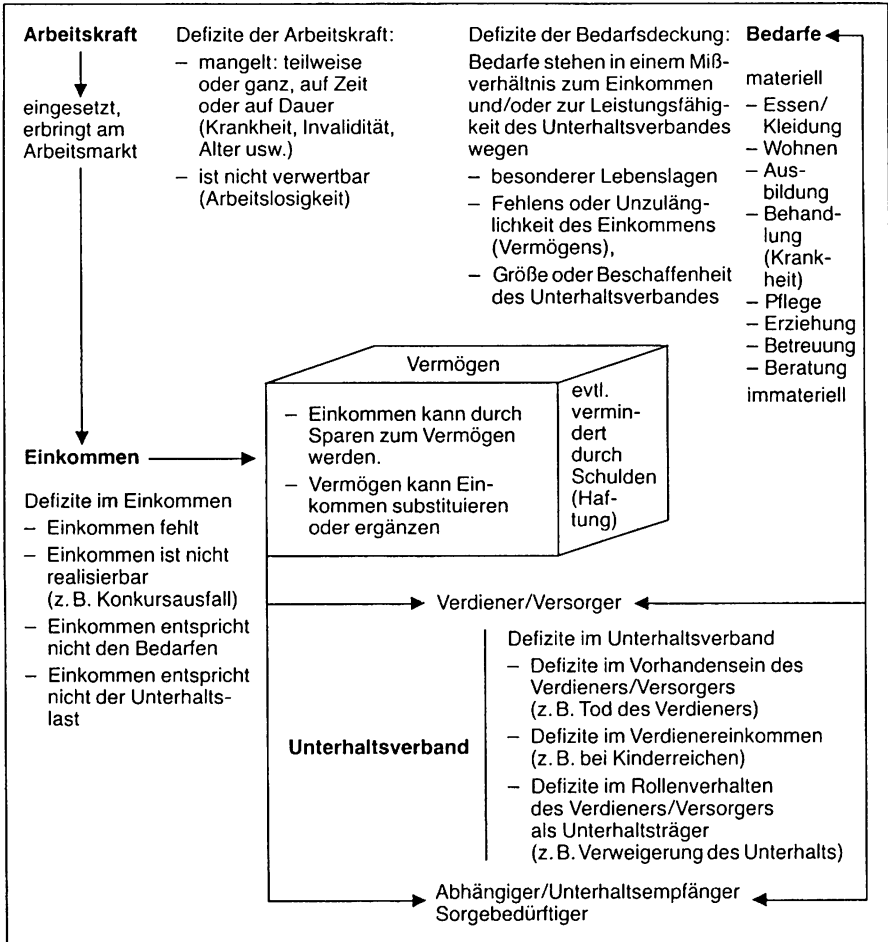 Arbeitskraft
eingesetzt,
erbringt am
Arbeitsmarkt
Defizite der Arbeitskraft:
– mangelt: teilweise
oder ganz, auf Zeit
oder auf Dauer
(Krankheit, Invalidität,
Alter usw.)
– ist nicht verwertbar
(Arbeitslosigkeit)
Defizite der Bedarfsdeckung:
Bedarfe stehen in einem Miß-
verhältnis zum Einkommen
und/oder zur Leistungsfähig-
keit des Unterhaltsverbandes
wegen
– besonderer Lebenslagen
– Fehlens oder Unzuläng-
lichkeit des Einkommens
(Vermögens),
– Größe oder Beschaffenheit
des Unterhaltsverbandes
Bedarfe
materiell
– Essen/
Kleidung
– Wohnen
– Aus-
bildung
– Behand-
lung
(Krank-
heit)
– Pflege
– Erziehung
– Betreuung
– Beratung
immateriell
Vermögen
– Einkommen kann durch
Sparen zum Vermögen
werden.
– Vermögen kann Ein-
kommen substituieren
oder ergänzen
evtl.
vermin-
dert
durch
Schulden
(Haf-
tung)
Einkommen
Defizite im Einkommen
– Einkommen fehlt
– Einkommen ist nicht
realisierbar
(z. B. Konkursausfall)
– Einkommen entspricht
nicht den Bedarfen
– Einkommen entspricht
nicht der Unterhalts-
last
Verdiener/Versorger
Unterhaltsverband
Defizite im Unterhaltsverband
– Defizite im Vorhandensein des
Verdieners/Versorgers
(z. B. Tod des Verdieners)
– Defizite im Verdienereinkommen
(z. B. bei Kinderreichen)
– Defizite im Rollenverhalten
des Verdieners/Versorgers
als Unterhaltsträger
(z. B. Verweigerung des Unterhalts)
Abhängiger/Unterhaltsempfänger
Sorgebedürftiger